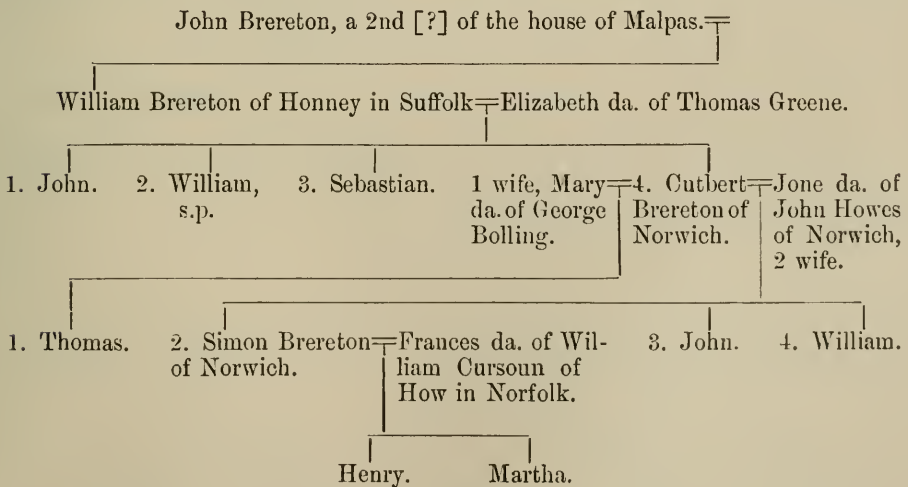 John Brereton, a 2nd [?] of the house of Malpas.
William Brereton of Honney in Suffolk=Elizabeth da. of Thomas Greene.
1. John.
2. William,
s.p.
3. Sebastian.
1 wife, Mary
da. of George
Bolling.
4. Cutbert
Brereton of
Norwich.
Jone da. of
John Howes
of Norwich,
2 wife.
1. Thomas.
2. Simon Brereton
of Norwich.
Frances da. of Wil-
liam Cursoun of
How in Norfolk.
3. John.
4. William.
Henry.
Martha.